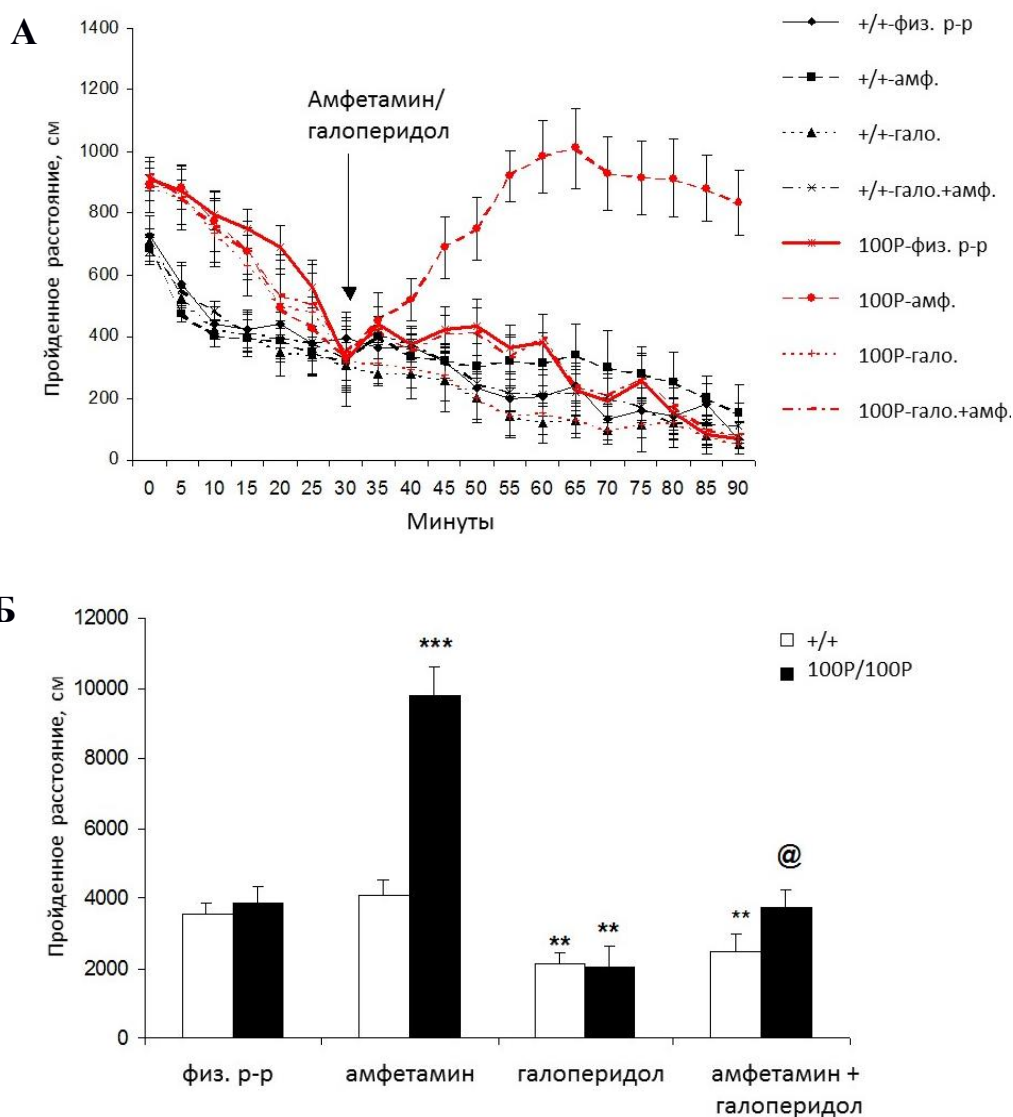 А
1400
1200
1000
800
600
400
200
0
Пройденное расстояние, см
Амфетамин/
галоперидол
0 5 10 15 20 25 30 35 40 45 50 55 60 65 70 75 80 85 90
Минуты
+/+-физ. р-р
+/+-амф.
+/+-гало.
+/+-гало.+амф.
100P-физ. р-р
100P-амф.
100P-гало.
100P-гало.+амф.
Б
12000
10000
8000
6000
4000
2000
0
Пройденное расстояние, см
***
**
**
**
@
+/+
100P/100P
физ. р-р
амфетамин
галоперидол
амфетамин +
галоперидол